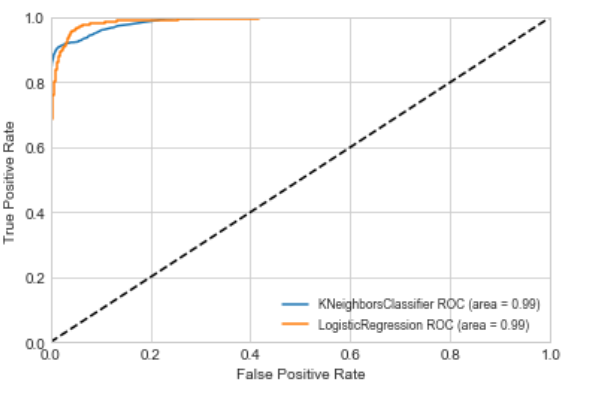 1.0
0.8
0.6
0.4
0.2
0.0
True Positive Rate
KNeighborsClassifier ROC (area = 0.99)
LogisticRegression ROC (area = 0.99)
0.0 0.2 0.4 0.6 0.8 1.0
False Positive Rate